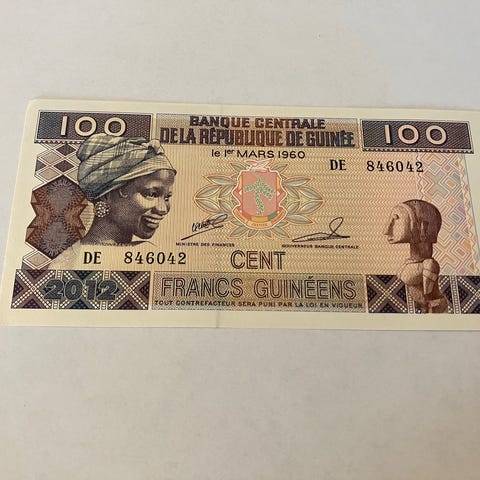 100
BANQUE CENTRALE
DE LA RÉPUBLIQUE DE GUINÉE
le 1er MARS 1960
100
DE 846042
MINISTRE DES FINANCES
GOUVERNEUR BANQUE CENTRALE
DE 846042
CENT
2012
FRANCS GUINÉENS
TOUT CONTREFACTEUR SERA PUNI PAR LA LOI EN VIGUEUR